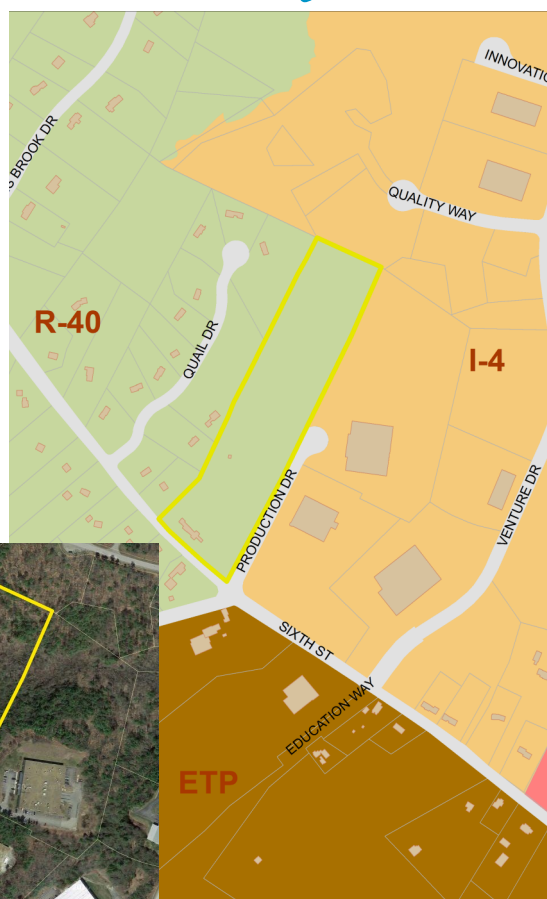 INNOVATIO
S BROOK DR
QUALITY WAY
R-40
QUAIL DR
I-4
PRODUCTION DR
VENTURE DR
SIXTH ST
EDUCATION WAY
ETP